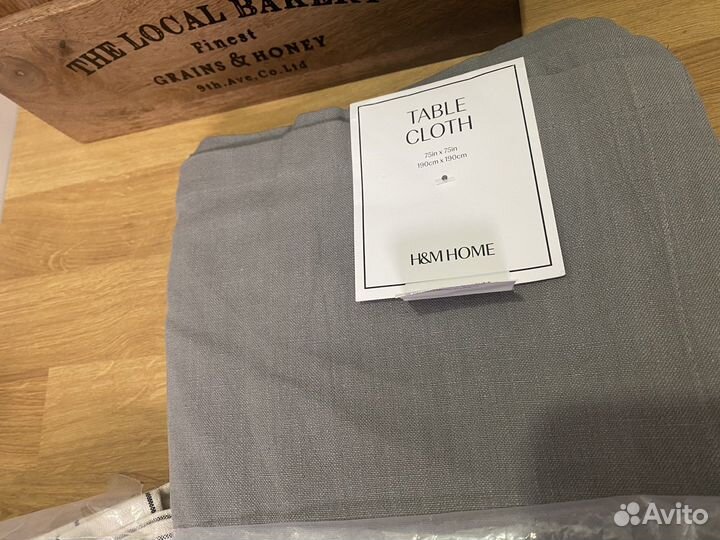 THE LOCAL BAKERY
Finest
GRAINS & HONEY
9th.Ave.Co.Ltd
TABLE
CLOTH
75in x 75in
190cm x 190cm
H&M HOME
Avito